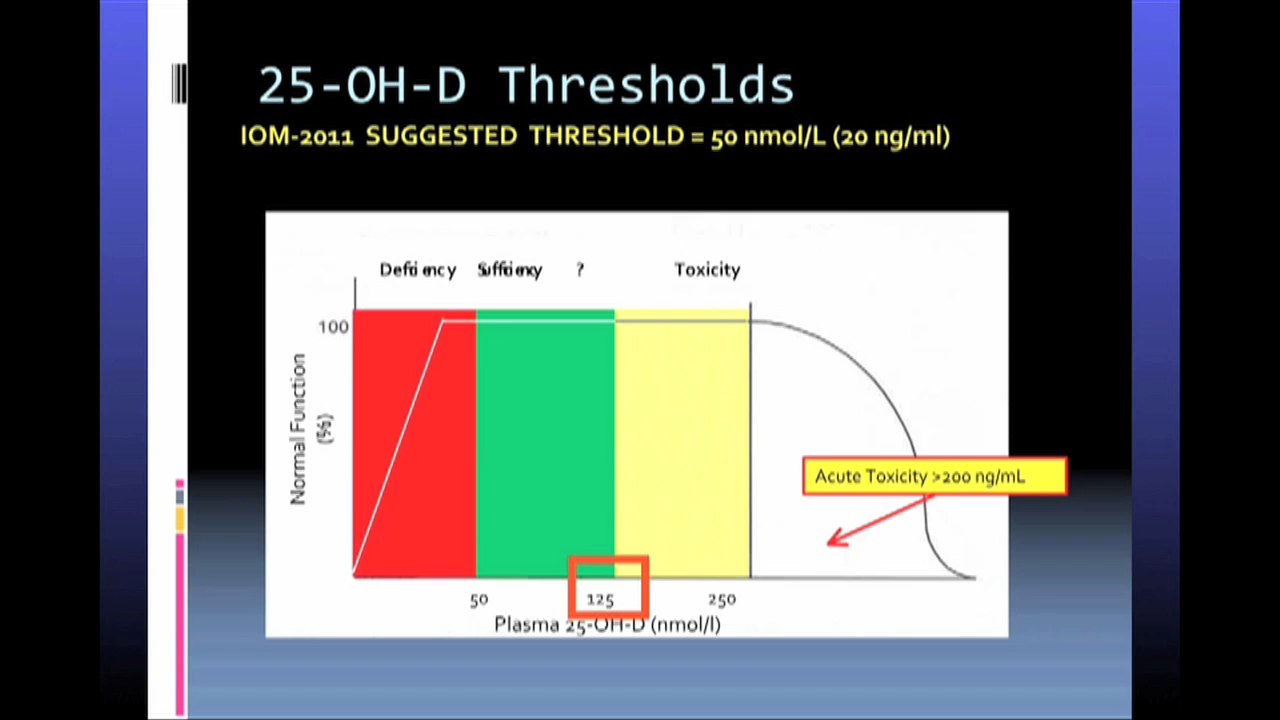 25-OH-D Thresholds
IOM-2011 SUGGESTED THRESHOLD = 50 nmol/L (20 ng/ml)
Deficiency Sufficiency ? Toxicity
100
Normal Function
(%)
Acute Toxicity >200 ng/mL
50 125 250
Plasma 25-OH-D (nmol/l)